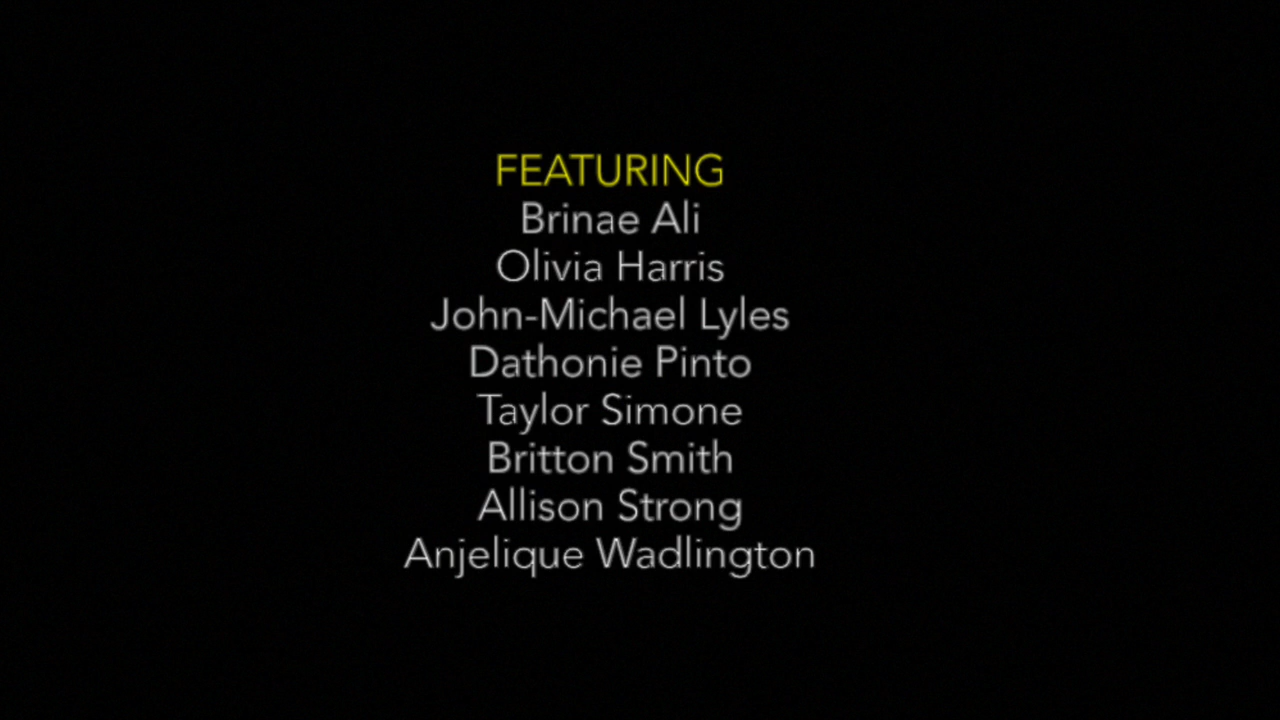 FEATURING
Brinae Ali
Olivia Harris
John-Michael Lyles
Dathonie Pinto
Taylor Simone
Britton Smith
Allison Strong
Anjelique Wadlington